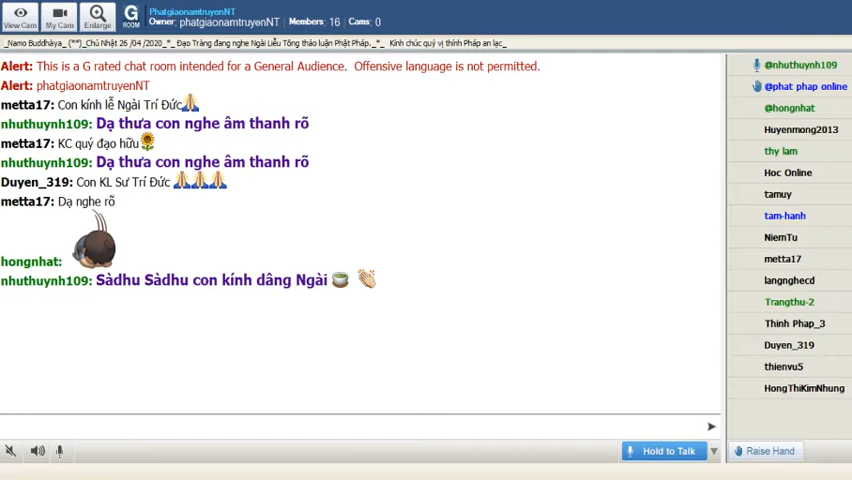 PhatgiaonamtruyenNT
Owner: phatgiaonamtruyenNT Members: 16 Cams: 0
View Cam My Cam Enlarge G ROOM
_Namo Buddhàya_ (**)_Chủ Nhật 26 /04 /2020_*_ Đạo Tràng đang nghe Ngài Liễu Tông thảo luận Phật Pháp._*_ Kính chúc quý vị thính Pháp an lạc_
Alert: This is a G rated chat room intended for a General Audience. Offensive language is not permitted.
Alert: phatgiaonamtruyenNT
metta17: Con kính lễ Ngài Trí Đức
nhuthuynh109: Dạ thưa con nghe âm thanh rõ
metta17: KC quý đạo hữu
nhuthuynh109: Dạ thưa con nghe âm thanh rõ
Duyen_319: Con KL Sư Trí Đức
metta17: Dạ nghe rõ
hongnhat:
nhuthuynh109: Sàdhu Sàdhu con kính dâng Ngài
@nhuthuynh109
@phat phap online
@hongnhat
Huyenmong2013
thy lam
Hoc Online
tamuy
tam-hanh
NiemTu
metta17
langnghecd
Trangthu-2
Thinh Phap_3
Duyen_319
thienvu5
HongThiKimNhung
Hold to Talk
Raise Hand